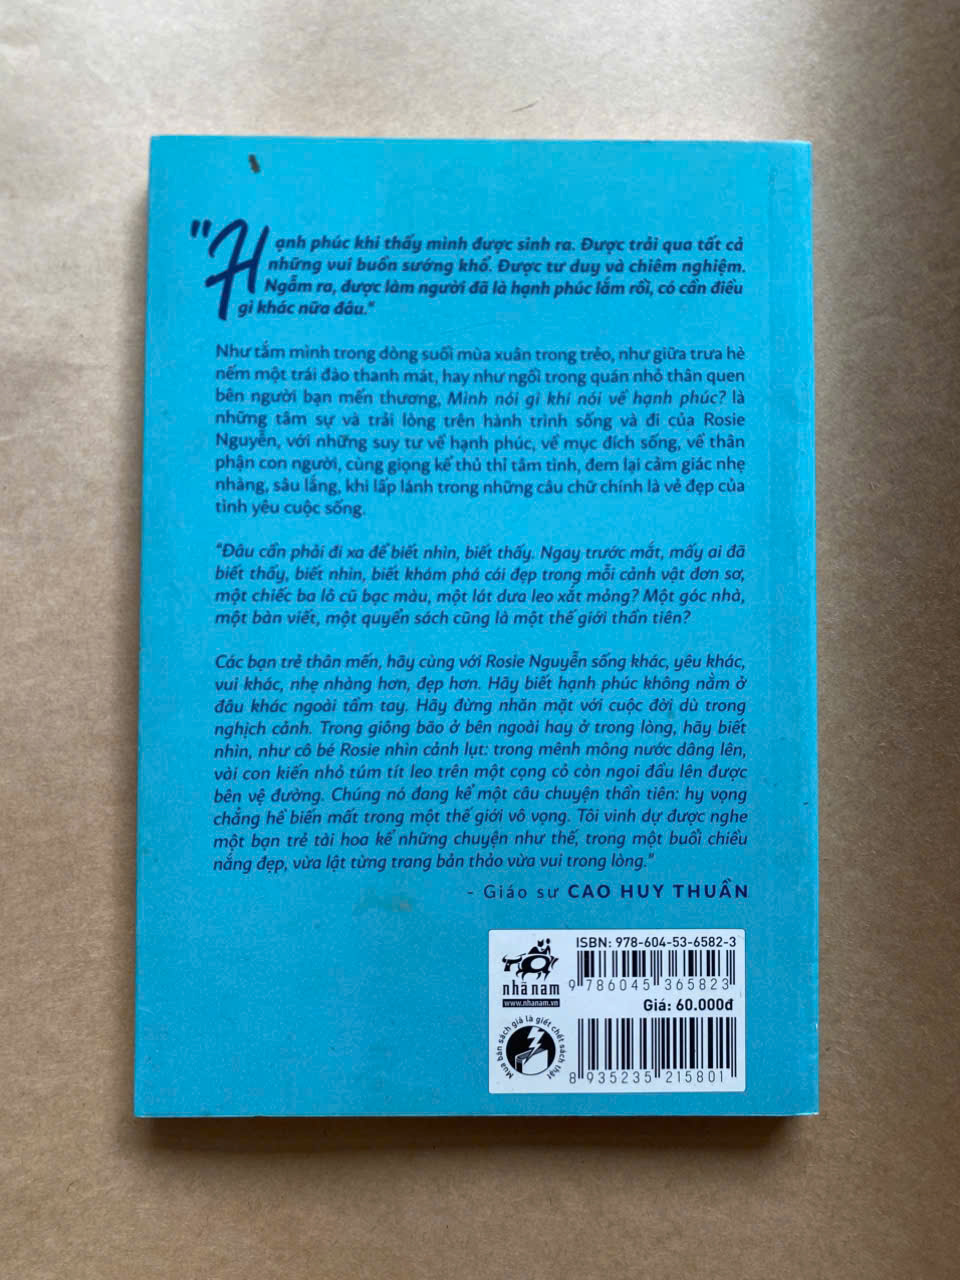 "Hạnh phúc khi thấy mình được sinh ra. Được trải qua tất cả
những vui buồn sướng khổ. Được tư duy và chiêm nghiệm.
Ngẫm ra, được làm người đã là hạnh phúc lắm rồi, có cần điều
gì khác nữa đâu."
Như tắm mình trong dòng suối mùa xuân trong trẻo, như giữa trưa hè
nếm một trái đào thanh mát, hay như ngồi trong quán nhỏ thân quen
bên người bạn mến thương, Mình nói gì khi nói về hạnh phúc? là
những tâm sự và trải lòng trên hành trình sống và đi của Rosie
Nguyễn, với những suy tư về hạnh phúc, về mục đích sống, về thân
phận con người, cùng giọng kể thủ thỉ tâm tình, đem lại cảm giác nhẹ
nhàng, sâu lắng, khi lấp lánh trong những câu chữ chính là vẻ đẹp của
tình yêu cuộc sống.
"Đâu cần phải đi xa để biết nhìn, biết thấy. Ngay trước mắt, mấy ai đã
biết thấy, biết nhìn, biết khám phá cái đẹp trong mỗi cảnh vật đơn sơ,
một chiếc ba lô cũ bạc màu, một lát dưa leo xắt mỏng? Một góc nhà,
một bàn viết, một quyển sách cũng là một thế giới thần tiên?
Các bạn trẻ thân mến, hãy cùng với Rosie Nguyễn sống khác, yêu khác,
vui khác, nhẹ nhàng hơn, đẹp hơn. Hãy biết hạnh phúc không nằm ở
đâu khác ngoài tầm tay. Hãy đừng nhăn mặt với cuộc đời dù trong
nghịch cảnh. Trong giông bão ở bên ngoài hay ở trong lòng, hãy biết
nhìn, như cô bé Rosie nhìn cảnh lụt: trong mênh mông nước dâng lên,
vài con kiến nhỏ túm tít leo trên một cọng cỏ còn ngoi đầu lên được
bên vệ đường. Chúng nó đang kể một câu chuyện thần tiên: hy vọng
chẳng hề biến mất trong một thế giới vô vọng. Tôi vinh dự được nghe
một bạn trẻ tài hoa kể những chuyện như thế, trong một buổi chiều
nắng đẹp, vừa lật từng trang bản thảo vừa vui trong lòng."
- Giáo sư CAO HUY THUẦN
ISBN: 978-604-53-6582-3
9 786045 365823
nhã nam
www.nhanam.vn
Giá: 60.000đ
Mua bán sách giả là giết chết sách thật
8 935235 215801